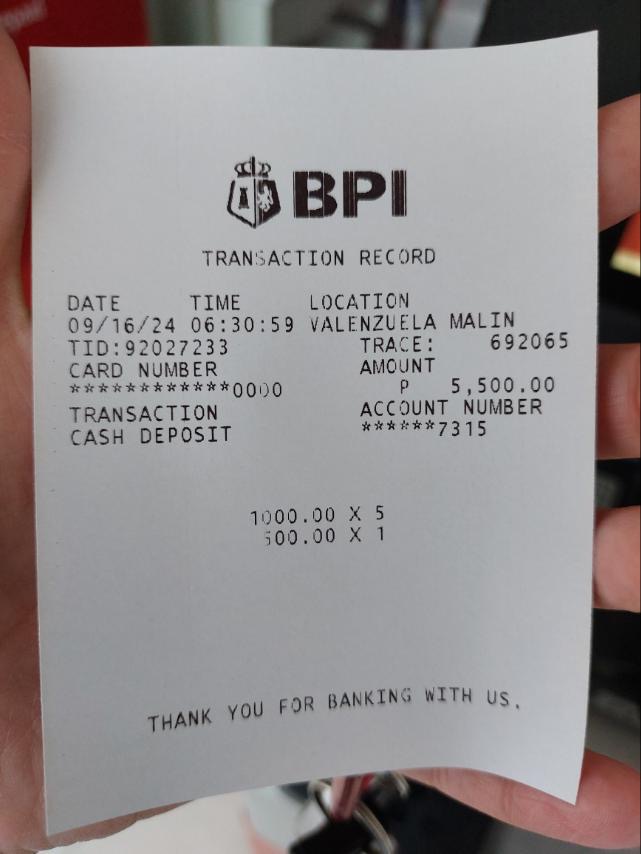 BPI
TRANSACTION RECORD
DATE TIME LOCATION
09/16/24 06:30:59 VALENZUELA MALIN
TID:92027233 TRACE: 692065
CARD NUMBER AMOUNT
************0000 P 5,500.00
TRANSACTION ACCOUNT NUMBER
CASH DEPOSIT ******7315
1000.00 X 5
500.00 X 1
THANK YOU FOR BANKING WITH US.